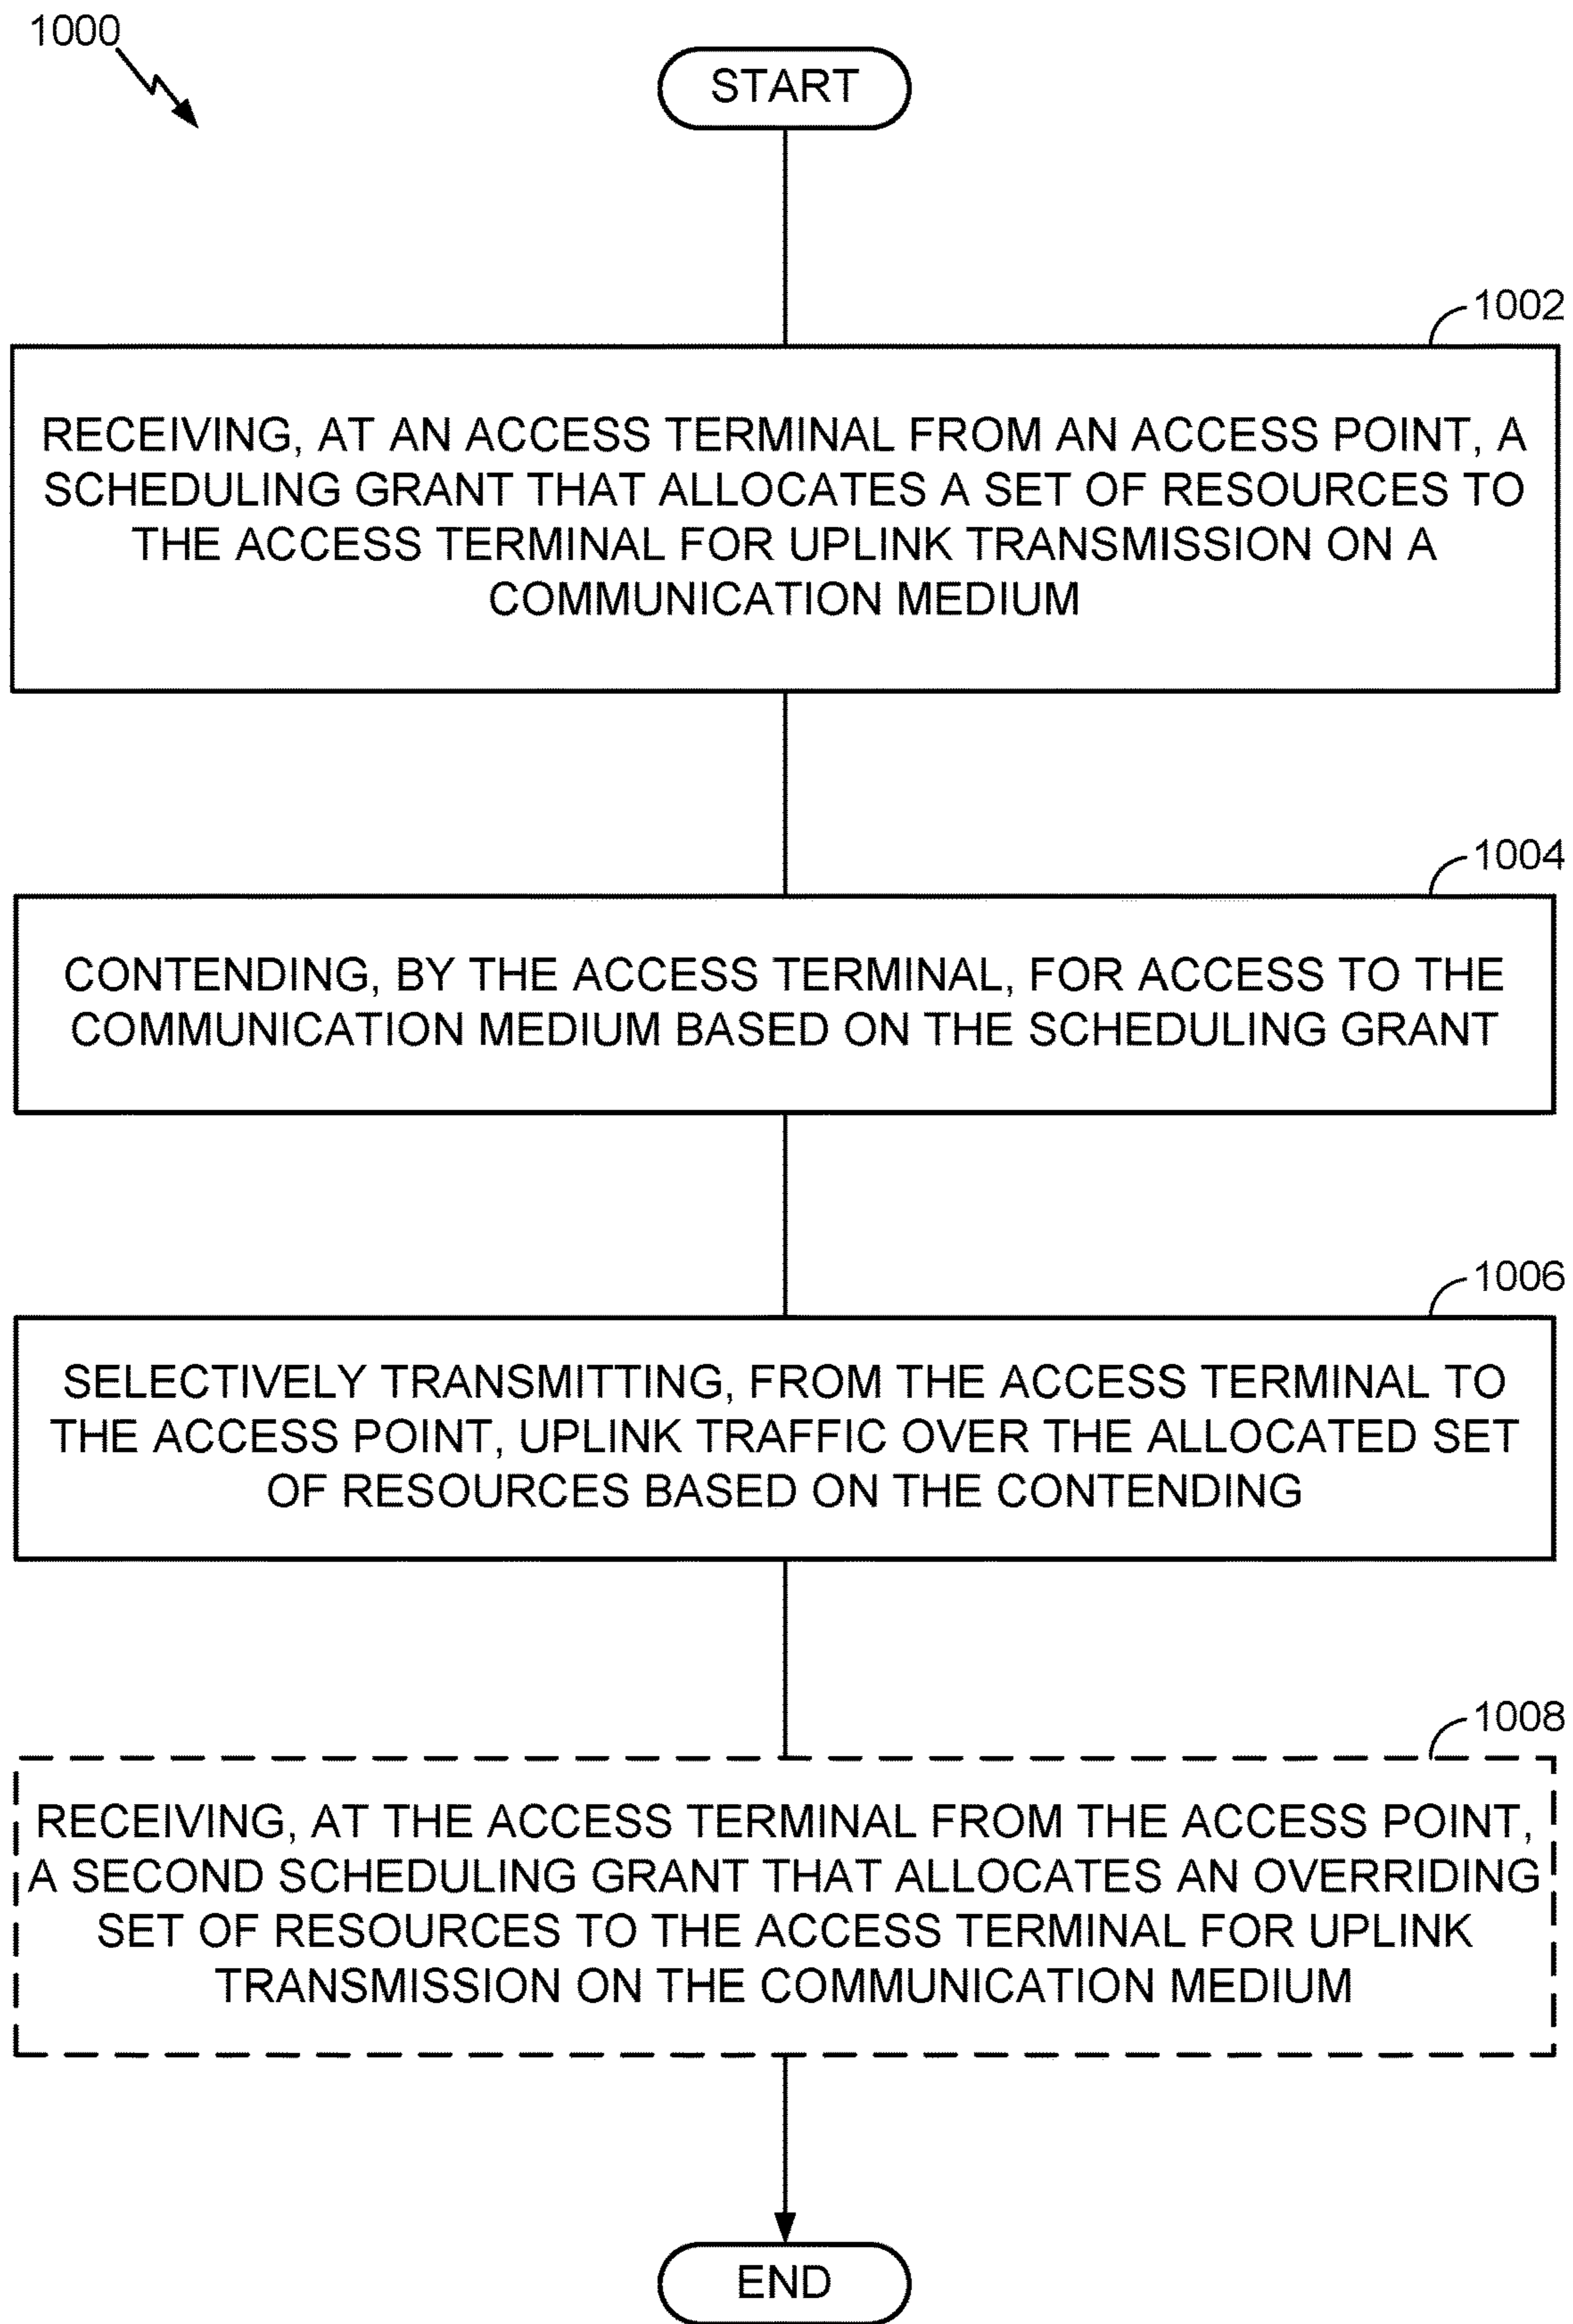 1000
START
1002
RECEIVING, AT AN ACCESS TERMINAL FROM AN ACCESS POINT, A
SCHEDULING GRANT THAT ALLOCATES A SET OF RESOURCES TO
THE ACCESS TERMINAL FOR UPLINK TRANSMISSION ON A
COMMUNICATION MEDIUM
1004
CONTENDING, BY THE ACCESS TERMINAL, FOR ACCESS TO THE
COMMUNICATION MEDIUM BASED ON THE SCHEDULING GRANT
1006
SELECTIVELY TRANSMITTING, FROM THE ACCESS TERMINAL TO
THE ACCESS POINT, UPLINK TRAFFIC OVER THE ALLOCATED SET
OF RESOURCES BASED ON THE CONTENDING
1008
RECEIVING, AT THE ACCESS TERMINAL FROM THE ACCESS POINT,
A SECOND SCHEDULING GRANT THAT ALLOCATES AN OVERRIDING
SET OF RESOURCES TO THE ACCESS TERMINAL FOR UPLINK
TRANSMISSION ON THE COMMUNICATION MEDIUM
END